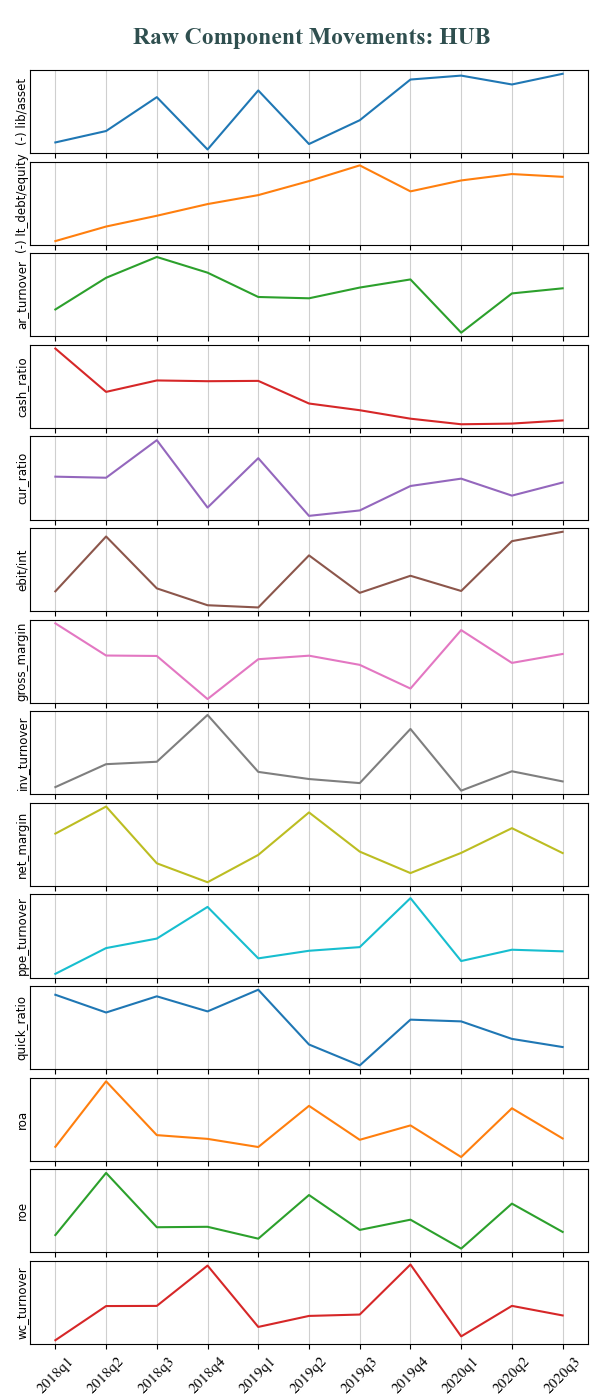 Raw Component Movements: HUB
(-) lib/asset
(-) lt_debt/equity
ar_turnover
cash_ratio
cur_ratio
ebit/int
gross_margin
inv_turnover
net_margin
ppe_turnover
quick_ratio
roa
roe
wc_turnover
2018q1 2018q2 2018q3 2018q4 2019q1 2019q2 2019q3 2019q4 2020q1 2020q2 2020q3